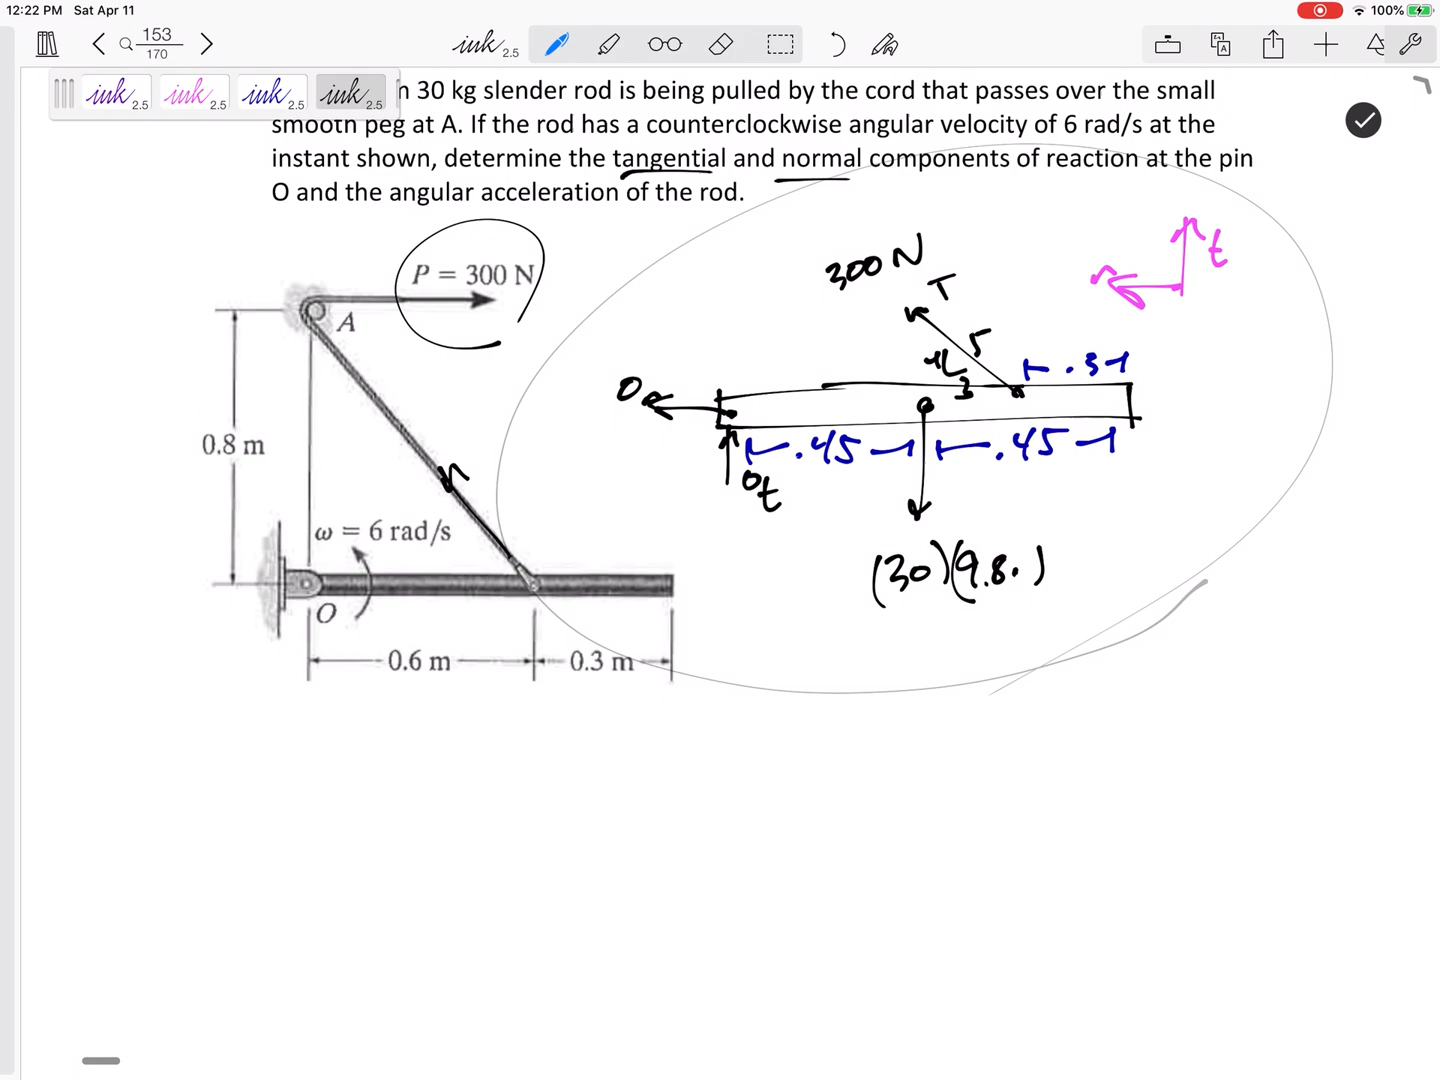 12:22 PM Sat Apr 11
100%
153
170
ink 2.5
ink 2.5
ink 2.5
ink 2.5
ink 2.5
n 30 kg slender rod is being pulled by the cord that passes over the small
smooth peg at A. If the rod has a counterclockwise angular velocity of 6 rad/s at the
instant shown, determine the tangential and normal components of reaction at the pin
O and the angular acceleration of the rod.
P = 300 N
A
0.8 m
ω = 6 rad/s
O
0.6 m
0.3 m
300 N
T
5
4
3
.3
t
n
O
.45
.45
Ot
(30)(9.81)